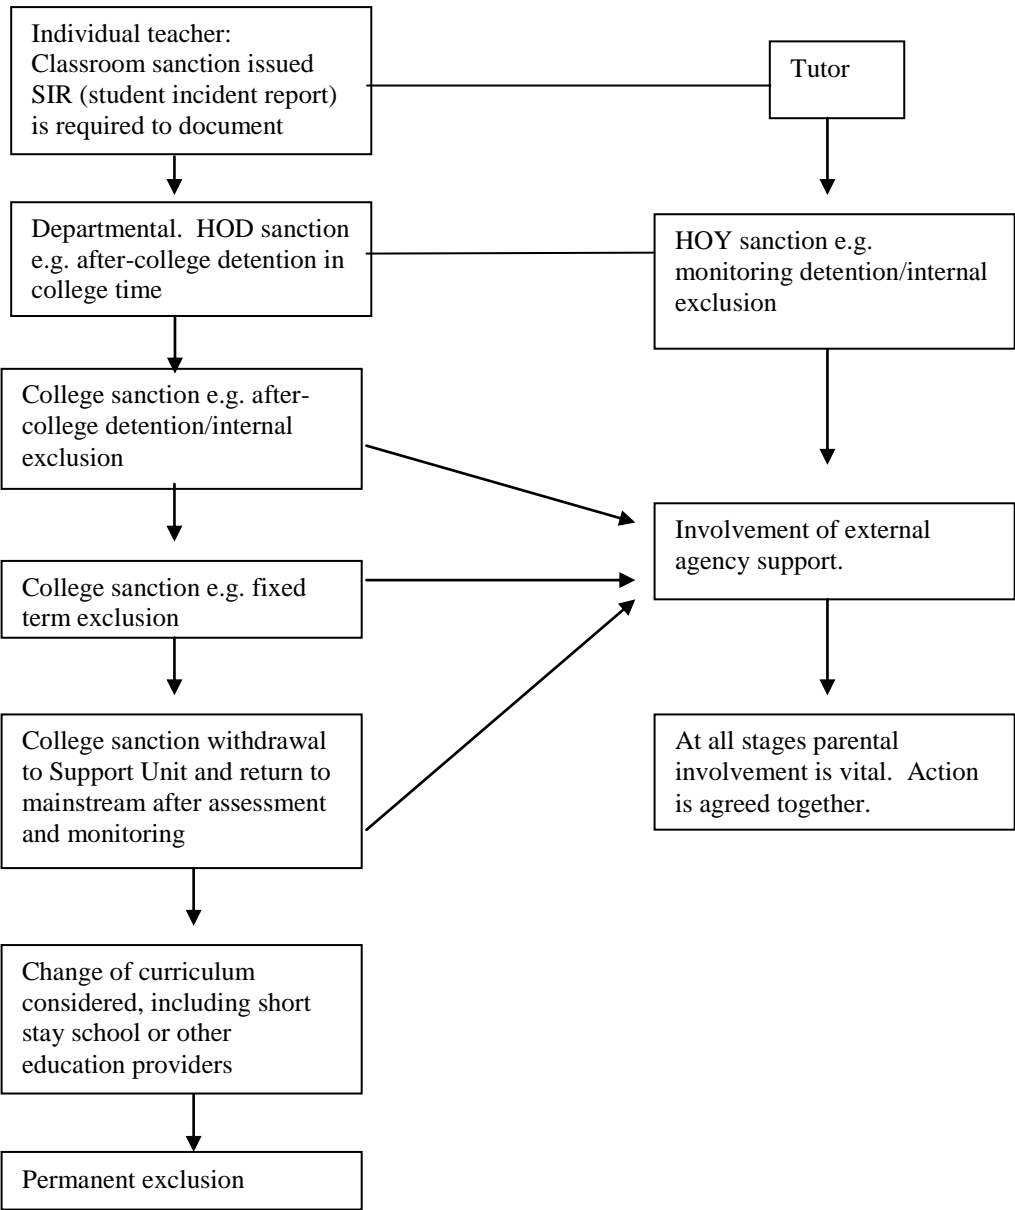 Individual teacher:
Classroom sanction issued
SIR (student incident report)
is required to document
Tutor
Departmental.  HOD sanction
e.g. after-college detention in
college time
HOY sanction e.g.
monitoring detention/internal
exclusion
College sanction e.g. after-
college detention/internal
exclusion
Involvement of external
agency support.
College sanction e.g. fixed
term exclusion
College sanction withdrawal
to Support Unit and return to
mainstream after assessment
and monitoring
At all stages parental
involvement is vital.  Action
is agreed together.
Change of curriculum
considered, including short
stay school or other
education providers
Permanent exclusion